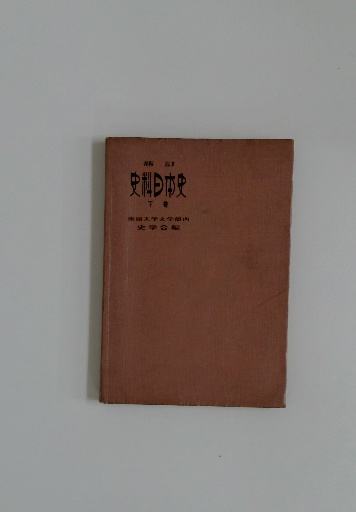 史料日本史
下巻
東京大学文学部内
史学会編